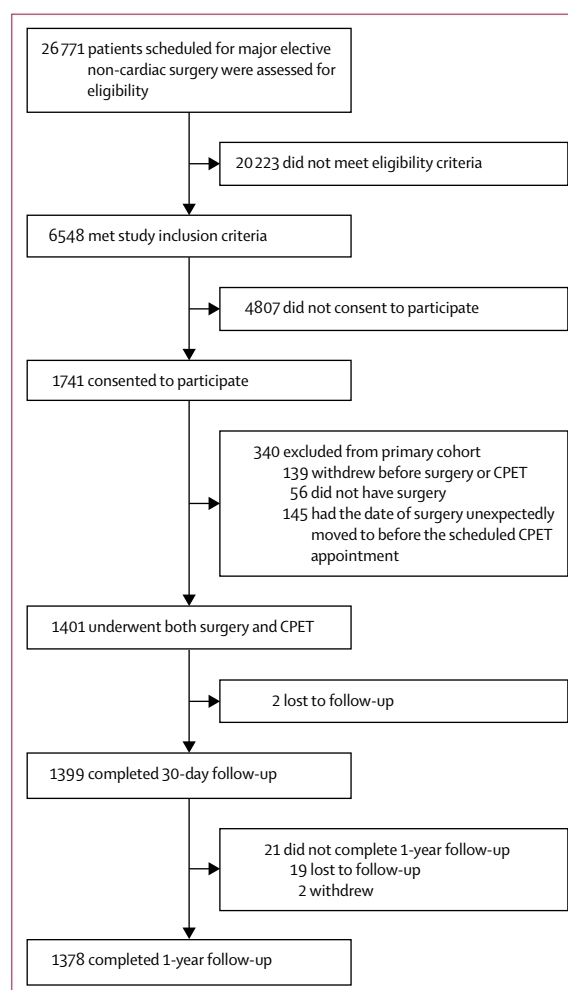 26 771 patients scheduled for major elective
non-cardiac surgery were assessed for
eligibility
20 223 did not meet eligibility criteria
6548 met study inclusion criteria
4807 did not consent to participate
1741 consented to participate
340 excluded from primary cohort
139 withdrew before surgery or CPET
56 did not have surgery
145 had the date of surgery unexpectedly
moved to before the scheduled CPET
appointment
1401 underwent both surgery and CPET
2 lost to follow-up
1399 completed 30-day follow-up
21 did not complete 1-year follow-up
19 lost to follow-up
2 withdrew
1378 completed 1-year follow-up